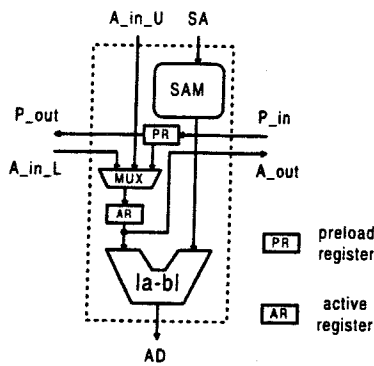 A_in_U SA
SAM
P_out PR P_in
A_in_L MUX A_out
AR
PR preload
register
|a-b|
AR active
register
AD